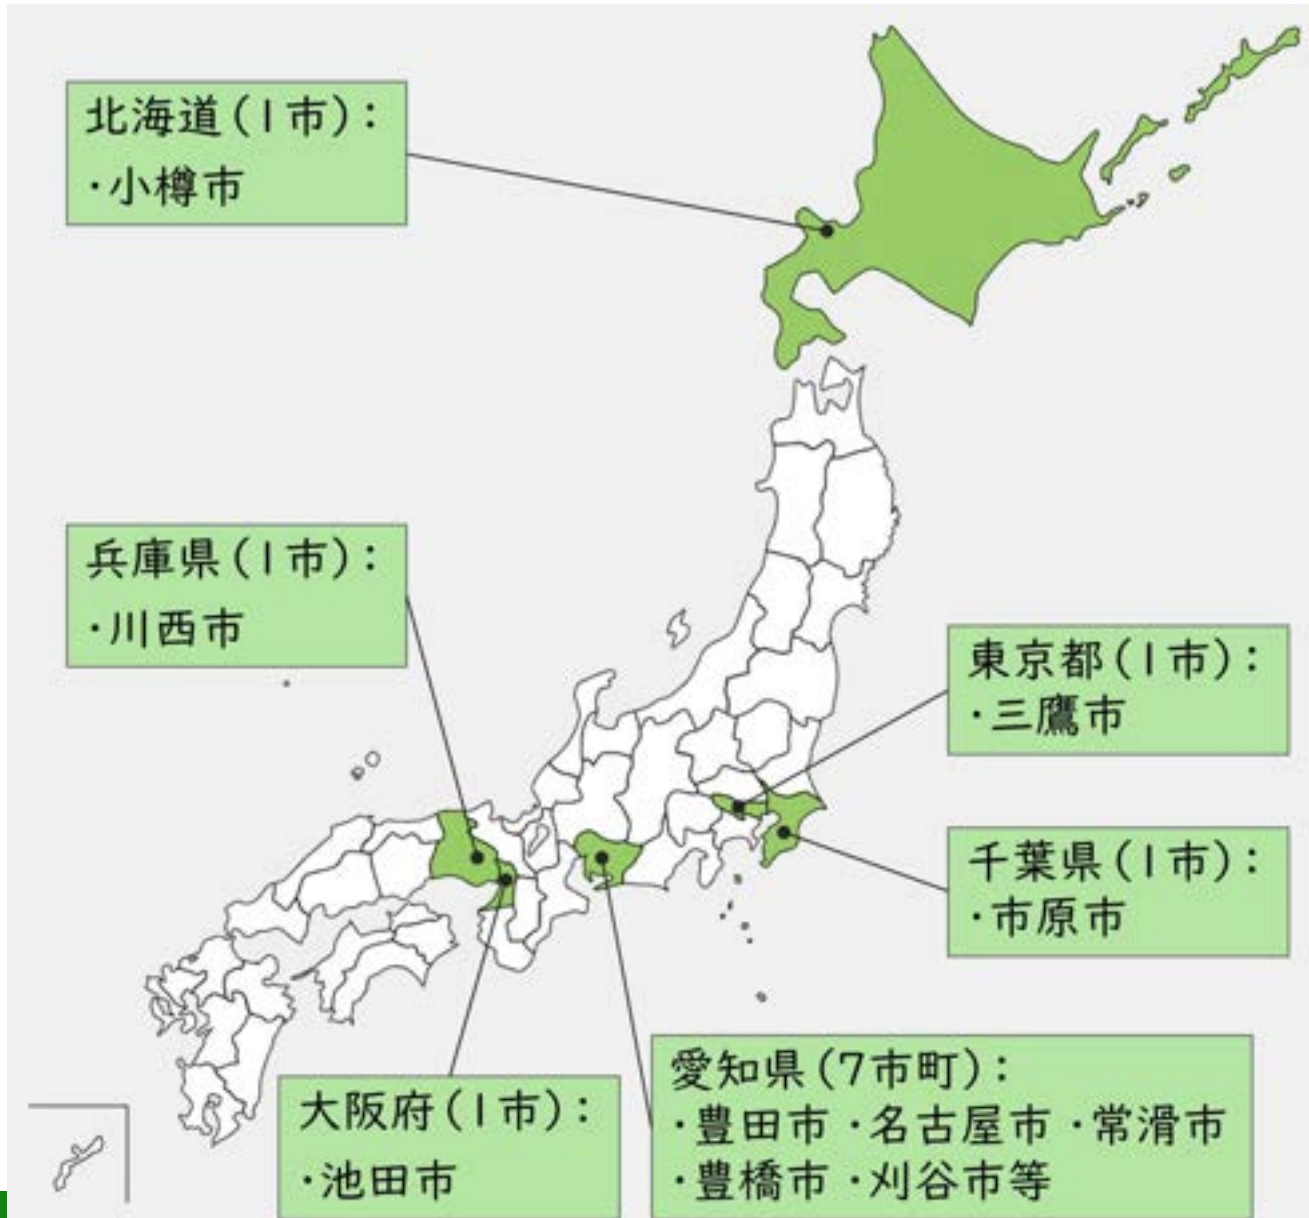 北海道(1市):
・小樽市
兵庫県(1市):
・川西市
東京都(1市):
・三鷹市
千葉県(1市):
・市原市
愛知県(7市町):
・豊田市 ・名古屋市 ・常滑市
・豊橋市 ・刈谷市等
大阪府(1市):
・池田市